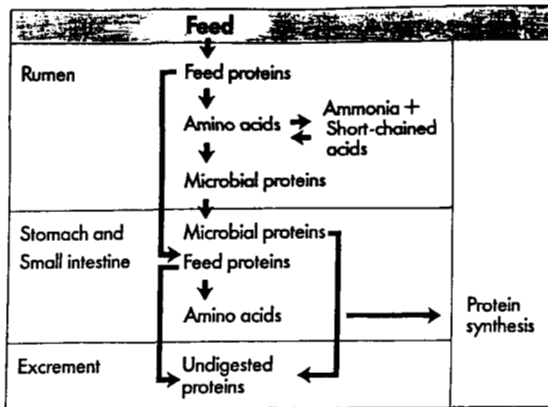 Feed
Rumen
Feed proteins
Amino acids
Ammonia +
Short-chained
acids
Microbial proteins
Stomach and
Small intestine
Microbial proteins
Feed proteins
Amino acids
Protein
synthesis
Excrement
Undigested
proteins